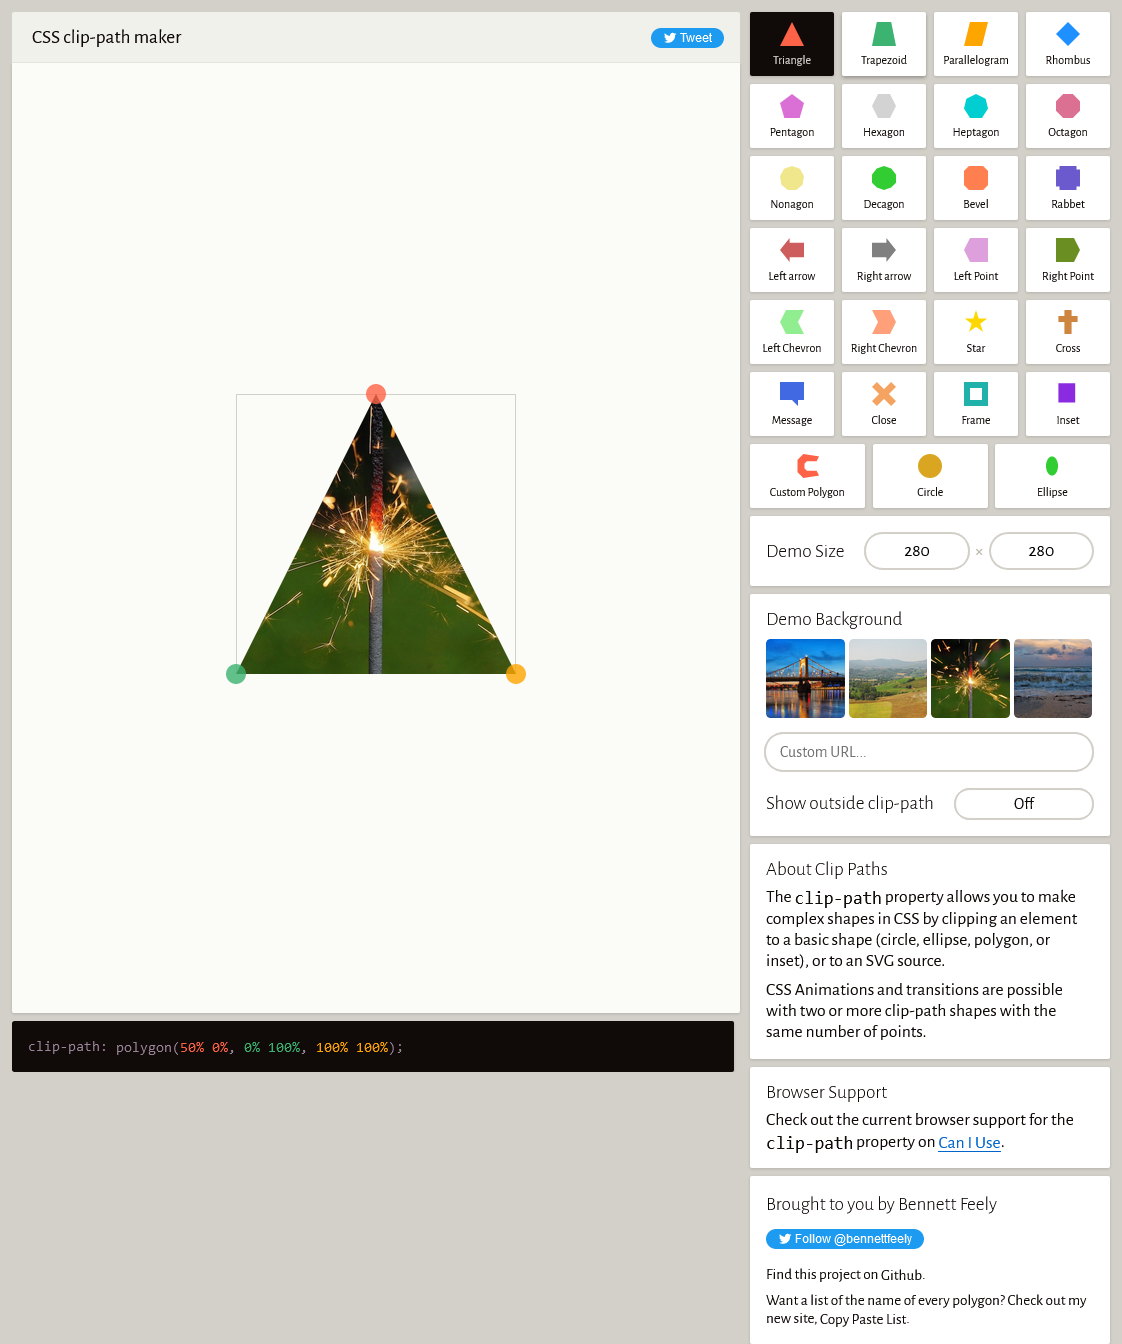 CSS clip-path maker
Tweet
Triangle
Trapezoid
Parallelogram
Rhombus
Pentagon
Hexagon
Heptagon
Octagon
Nonagon
Decagon
Bevel
Rabbet
Left arrow
Right arrow
Left Point
Right Point
Left Chevron
Right Chevron
Star
Cross
Message
Close
Frame
Inset
Custom Polygon
Circle
Ellipse
Demo Size
280
×
280
Demo Background
Custom URL...
Show outside clip-path
Off
About Clip Paths
The clip-path property allows you to make
complex shapes in CSS by clipping an element
to a basic shape (circle, ellipse, polygon, or
inset), or to an SVG source.
CSS Animations and transitions are possible
with two or more clip-path shapes with the
same number of points.
clip-path: polygon(50% 0%, 0% 100%, 100% 100%);
Browser Support
Check out the current browser support for the
clip-path property on Can I Use.
Brought to you by Bennett Feely
Follow @bennettfeely
Find this project on Github.
Want a list of the name of every polygon? Check out my
new site, Copy Paste List.